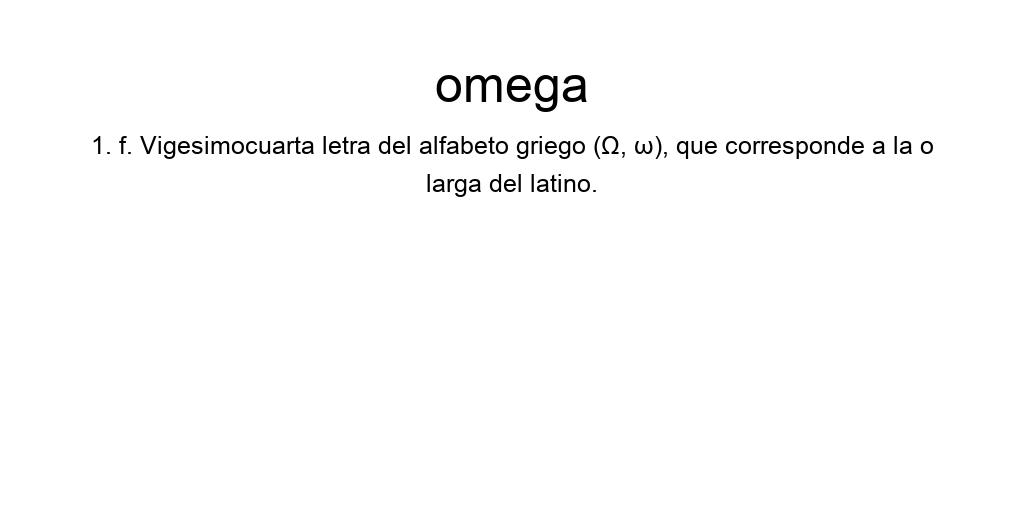 omega
1. f. Vigesimocuarta letra del alfabeto griego (Ω, ω), que corresponde a la o
larga del latino.